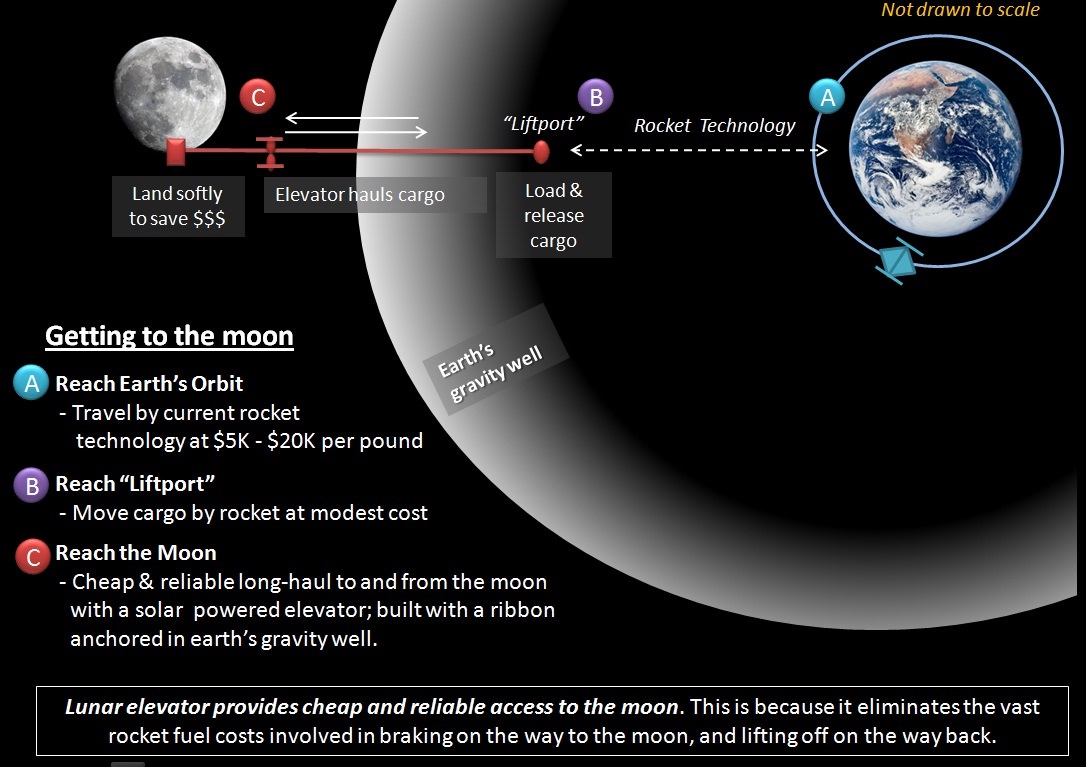 Not drawn to scale
C
B
A
“Liftport”
Rocket Technology
Land softly
to save $$$
Elevator hauls cargo
Load &
release
cargo
Earth’s
gravity well
Getting to the moon
A
Reach Earth’s Orbit
- Travel by current rocket
technology at $5K - $20K per pound
B
Reach “Liftport”
- Move cargo by rocket at modest cost
C
Reach the Moon
- Cheap & reliable long-haul to and from the moon
with a solar powered elevator; built with a ribbon
anchored in earth’s gravity well.
Lunar elevator provides cheap and reliable access to the moon. This is because it eliminates the vast
rocket fuel costs involved in braking on the way to the moon, and lifting off on the way back.